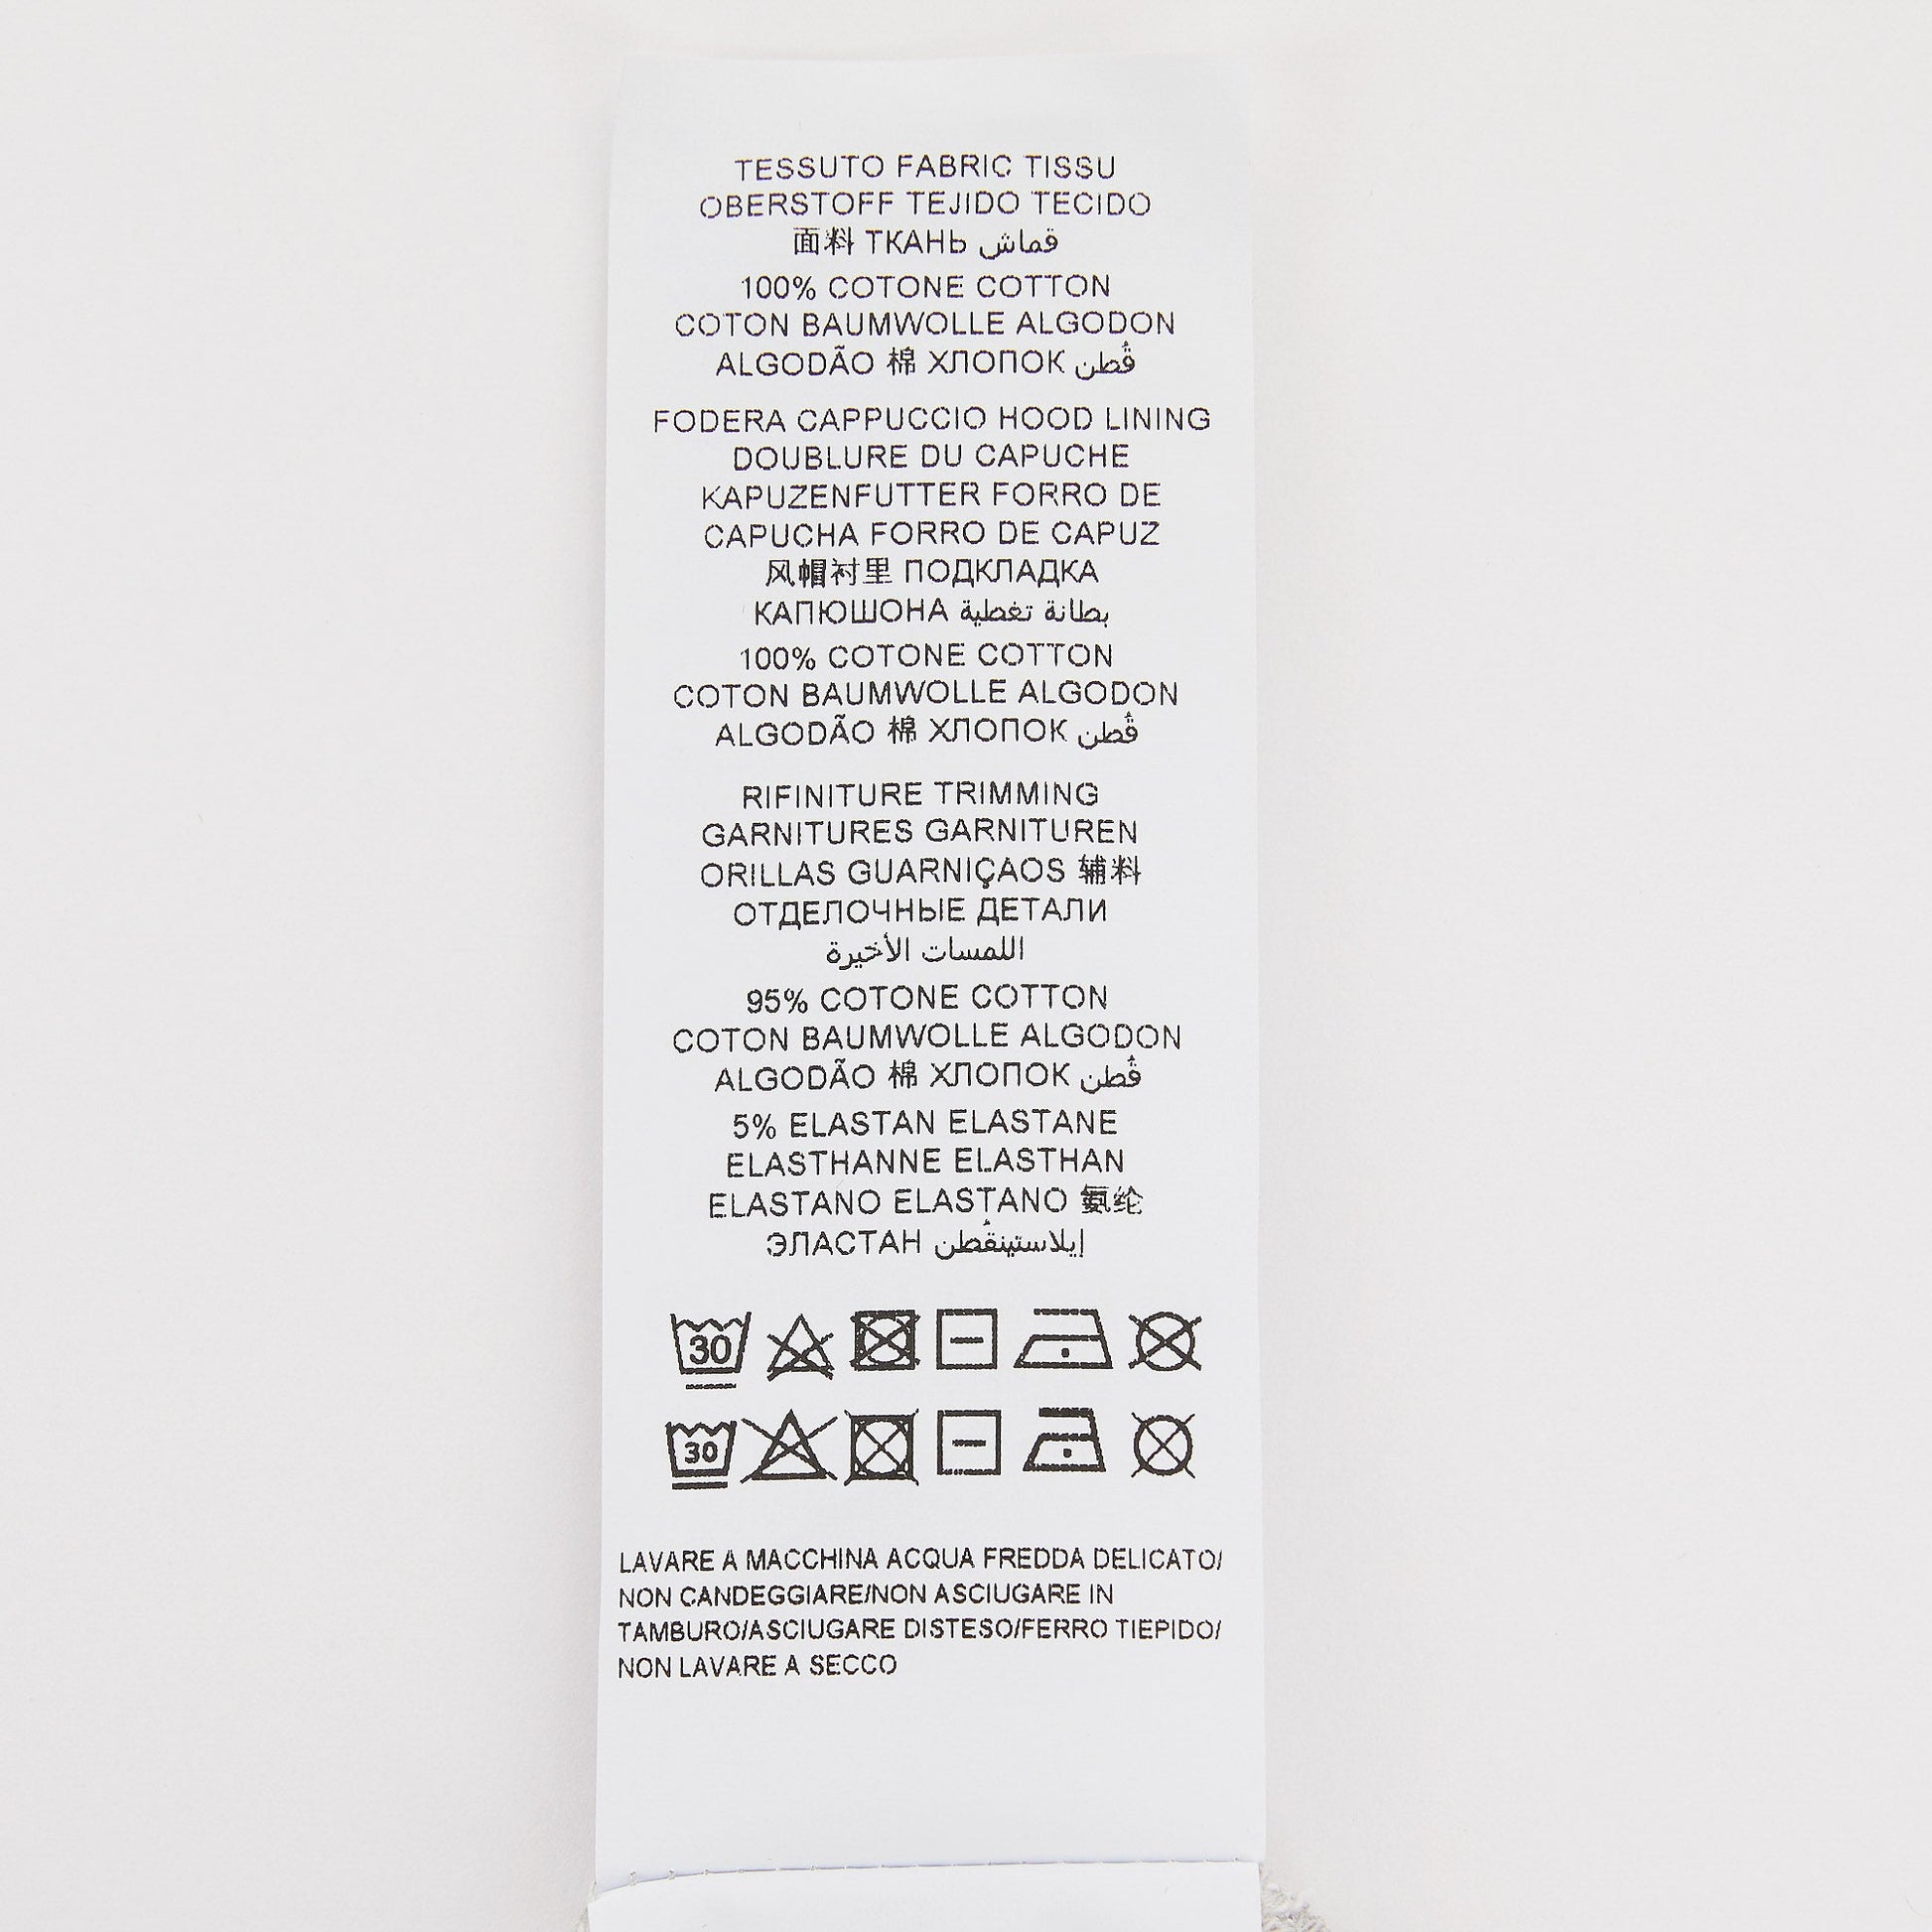 TESSUTO FABRIC TISSU
OBERSTOFF TEJIDO TECIDO
面料 ТКАНЬ قماش
100% COTONE COTTON
COTON BAUMWOLLE ALGODON
ALGODÃO 棉 ХЛОПОК قُطن
FODERA CAPPUCCIO HOOD LINING
DOUBLURE DU CAPUCHE
KAPUZENFUTTER FORRO DE
CAPUCHA FORRO DE CAPUZ
风帽衬里 ПОДКЛАДКА
КАПЮШОНА بطانة تغطية
100% COTONE COTTON
COTON BAUMWOLLE ALGODON
ALGODÃO 棉 ХЛОПОК قُطن
RIFINITURE TRIMMING
GARNITURES GARNITUREN
ORILLAS GUARNIÇAOS 辅料
ОТДЕЛОЧНЫЕ ДЕТАЛИ
اللمسات الأخيرة
95% COTONE COTTON
COTON BAUMWOLLE ALGODON
ALGODÃO 棉 ХЛОПОК قُطن
5% ELASTAN ELASTANE
ELASTHANNE ELASTHAN
ELASTANO ELASTANO 氨纶
ЭЛАСТАН إيلاستينقُطن
30
30
LAVARE A MACCHINA ACQUA FREDDA DELICATO/
NON CANDEGGIARE/NON ASCIUGARE IN
TAMBURO/ASCIUGARE DISTESO/FERRO TIEPIDO/
NON LAVARE A SECCO